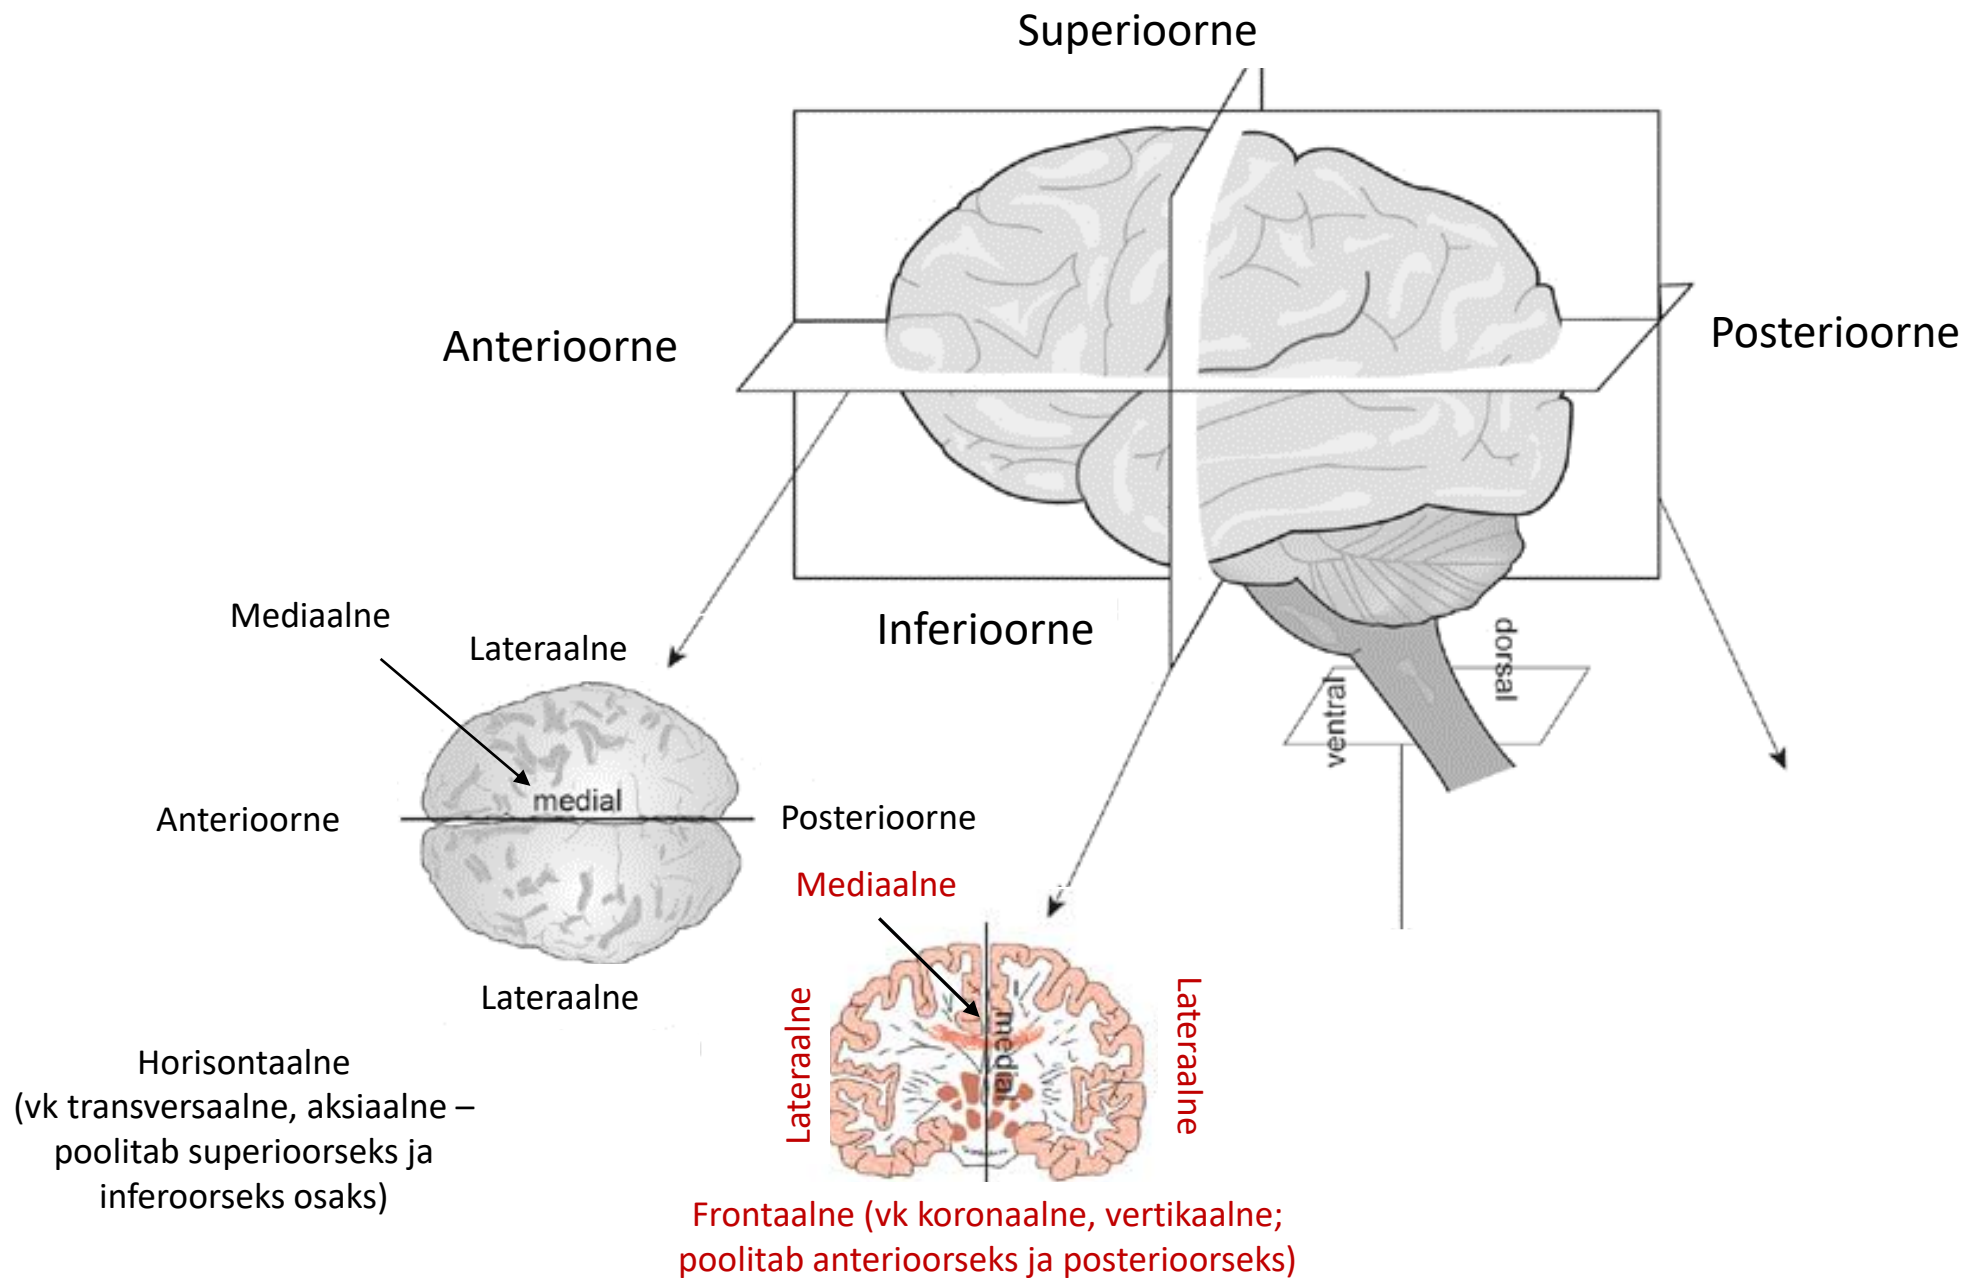 Superioorne
Anterioorne
Posterioorne
Inferioorne
dorsal
ventral
Mediaalne
Lateraalne
medial
Anterioorne
Posterioorne
Lateraalne
Mediaalne
Lateraalne
medial
Lateraalne
Horisontaalne
(vk transversaalne, aksiaalne –
poolitab superioorseks ja
inferoorseks osaks)
Frontaalne (vk koronaalne, vertikaalne;
poolitab anterioorseks ja posterioorseks)